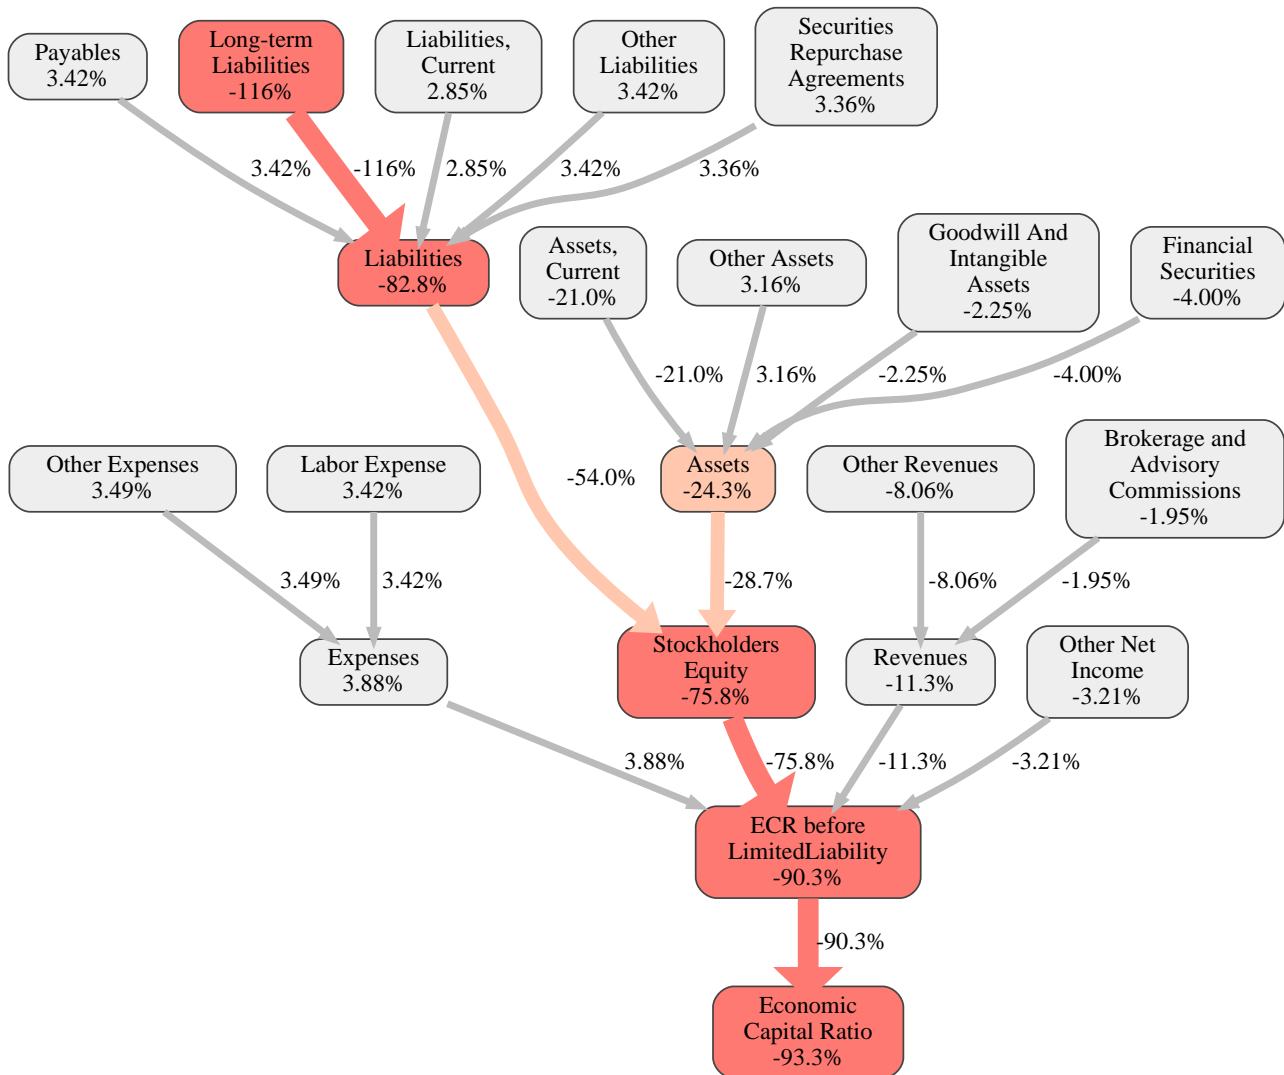 Payables
3.42%
Long-term
Liabilities
-116%
Liabilities,
Current
2.85%
Other
Liabilities
3.42%
Securities
Repurchase
Agreements
3.36%
3.42%
-116%
2.85%
3.42%
3.36%
Liabilities
-82.8%
Assets,
Current
-21.0%
Other Assets
3.16%
Goodwill And
Intangible
Assets
-2.25%
Financial
Securities
-4.00%
-21.0%
3.16%
-2.25%
-4.00%
Other Expenses
3.49%
Labor Expense
3.42%
-54.0%
Assets
-24.3%
Other Revenues
-8.06%
Brokerage and
Advisory
Commissions
-1.95%
3.49%
3.42%
-28.7%
-8.06%
-1.95%
Expenses
3.88%
Stockholders
Equity
-75.8%
Revenues
-11.3%
Other Net
Income
-3.21%
3.88%
-75.8%
-11.3%
-3.21%
ECR before
LimitedLiability
-90.3%
-90.3%
Economic
Capital Ratio
-93.3%